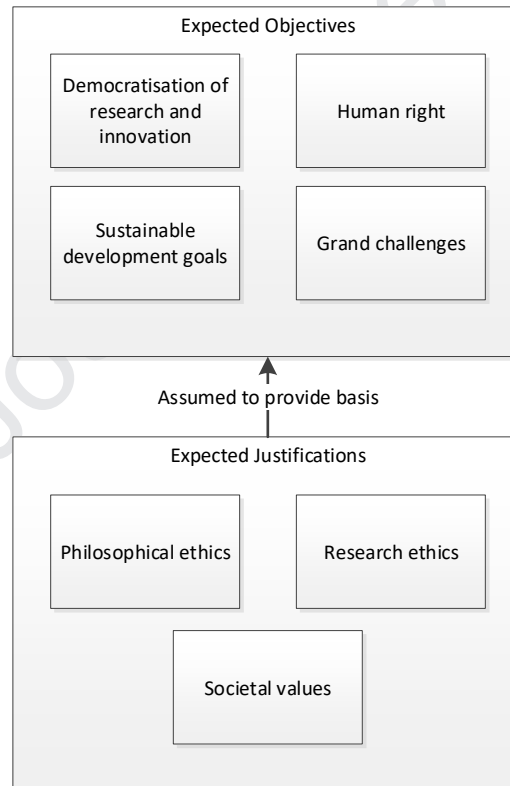 Expected Objectives
Democratisation of
research and
innovation
Human right
Sustainable
development goals
Grand challenges
Assumed to provide basis
Expected Justifications
Philosophical ethics
Research ethics
Societal values